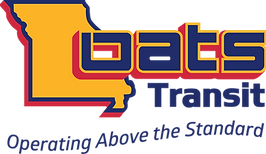 oats
Transit
Operating Above the Standard